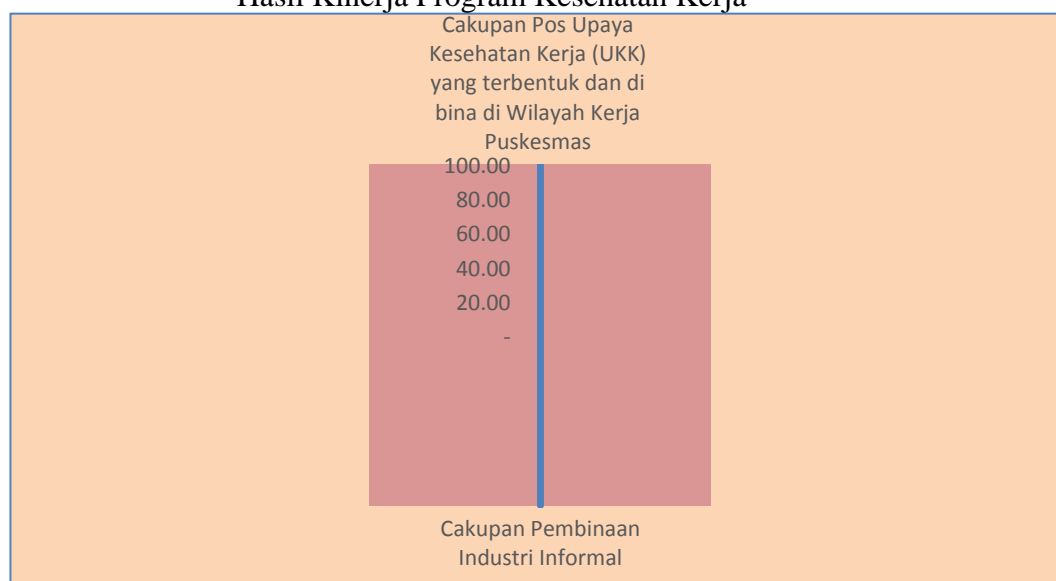 Hasil Kinerja Program Kesehatan Kerja
Cakupan Pos Upaya
Kesehatan Kerja (UKK)
yang terbentuk dan di
bina di Wilayah Kerja
Puskesmas
100.00
80.00
60.00
40.00
20.00
-
Cakupan Pembinaan
Industri Informal